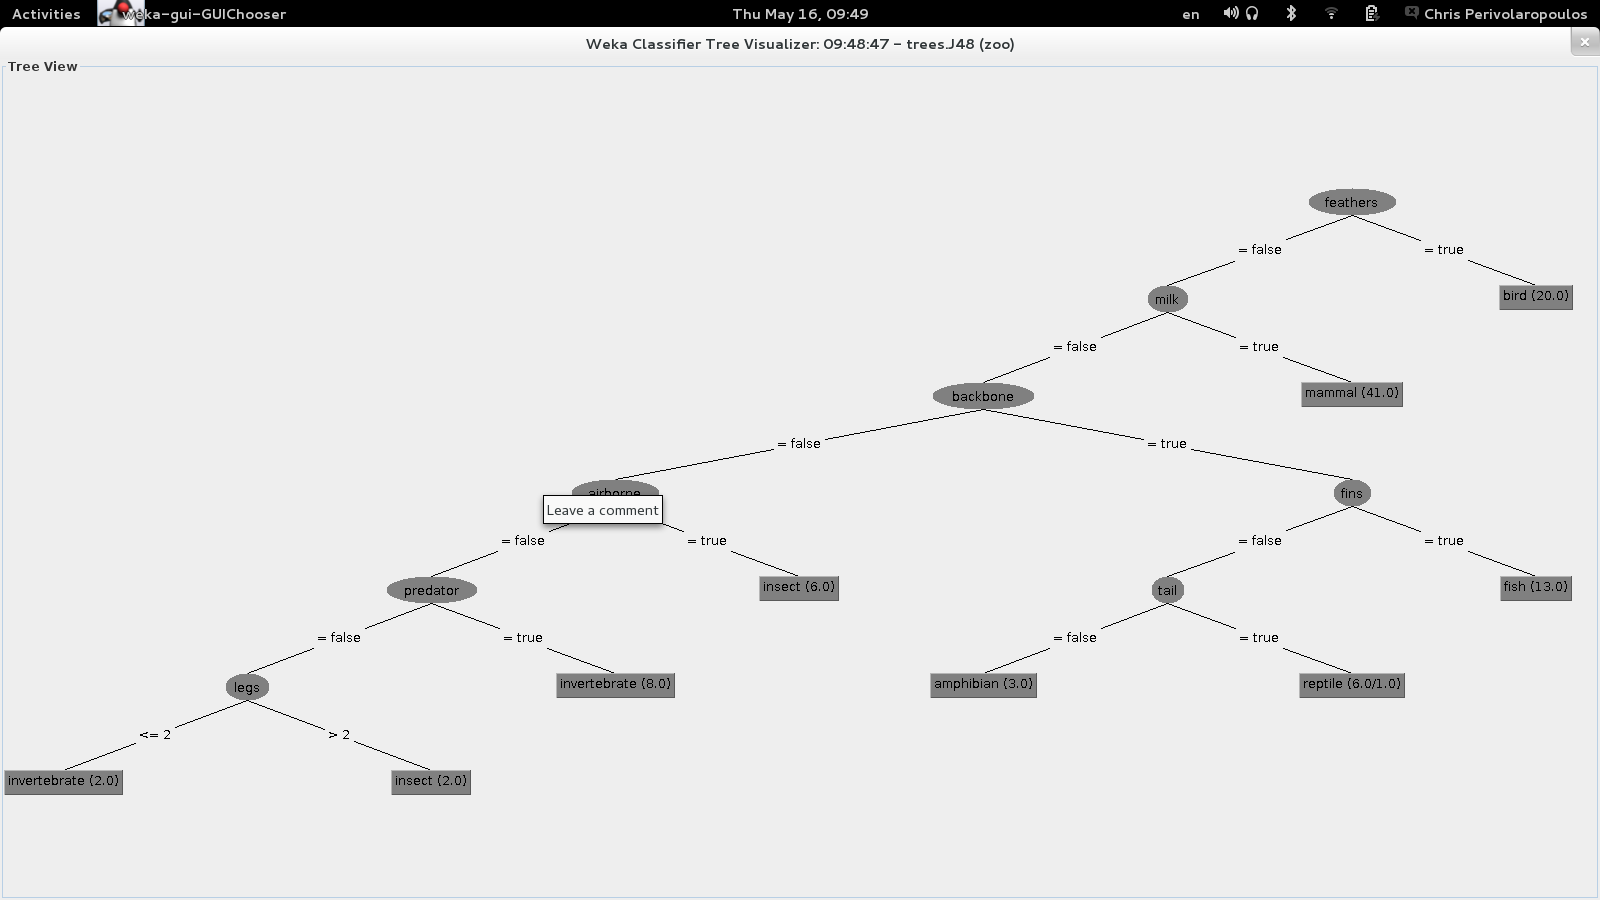 Activities weka-gui-GUIChooser Thu May 16, 09:49 en Chris Perivolaropoulos
Weka Classifier Tree Visualizer: 09:48:47 - trees.J48 (zoo)
Tree View
feathers
= false = true
milk bird (20.0)
= false = true
backbone mammal (41.0)
= false = true
airborne fins
Leave a comment
= false = true = false = true
predator insect (6.0) tail fish (13.0)
= false = true = false = true
legs invertebrate (8.0) amphibian (3.0) reptile (6.0/1.0)
<= 2 > 2
invertebrate (2.0) insect (2.0)